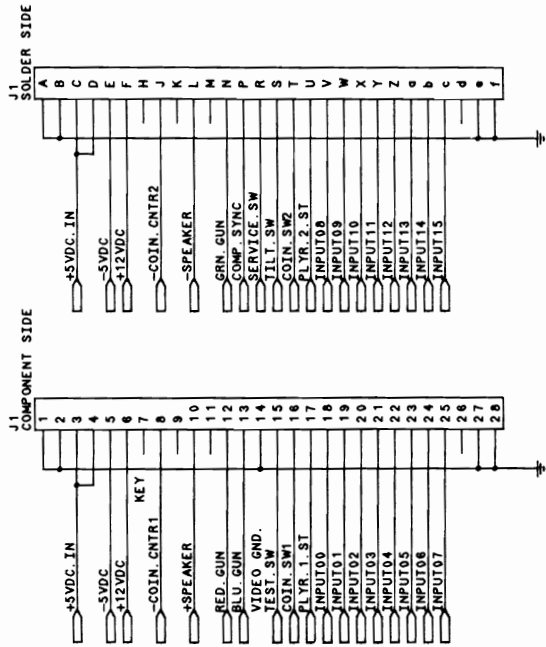 J1
SOLDER SIDE
A
B
+5VDC.IN C
D
-5VDC E
+12VDC F
H
-COIN.CNTR2 J
K
-SPEAKER L
M
GRN.GUN N
COMP.SYNC P
SERVICE.SW R
TILT.SW S
COIN.SW2 T
PLYR.2.ST U
INPUT08 V
INPUT09 W
INPUT10 X
INPUT11 Y
INPUT12 Z
INPUT13 a
INPUT14 b
INPUT15 c
d
e
f
J1
COMPONENT SIDE
1
2
+5VDC.IN 3
4
-5VDC 5
+12VDC 6
KEY 7
-COIN.CNTR1 8
9
+SPEAKER 10
11
RED.GUN 12
BLU.GUN 13
VIDEO GND. 14
TEST.SW 15
COIN.SW1 16
PLYR.1.ST 17
INPUT00 18
INPUT01 19
INPUT02 20
INPUT03 21
INPUT04 22
INPUT05 23
INPUT06 24
INPUT07 25
26
27
28